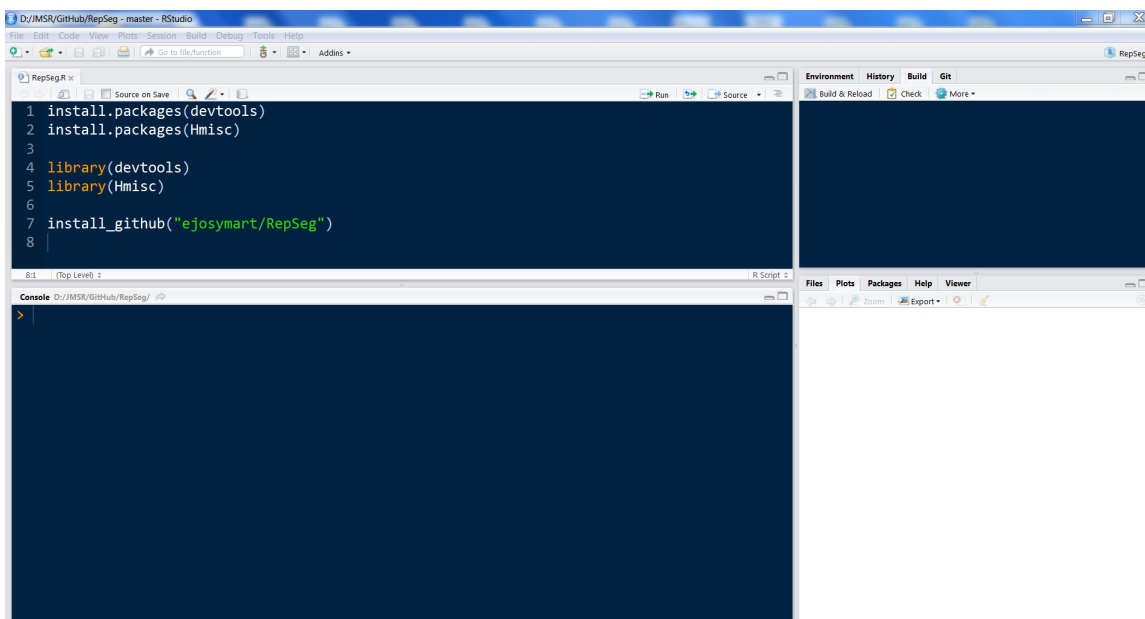 D:/JMSR/GitHub/RepSeg - master - RStudio
File Edit Code View Plots Session Build Debug Tools Help
Go to file/function Addins RepSeg
RepSeg.R
Source on Save Run Source
1 install.packages(devtools)
2 install.packages(Hmisc)
3
4 library(devtools)
5 library(Hmisc)
6
7 install_github("ejosymart/RepSeg")
8
8:1 (Top Level) R Script
Console D:/JMSR/GitHub/RepSeg/
>
Environment History Build Git
Build & Reload Check More
Files Plots Packages Help Viewer
Zoom Export